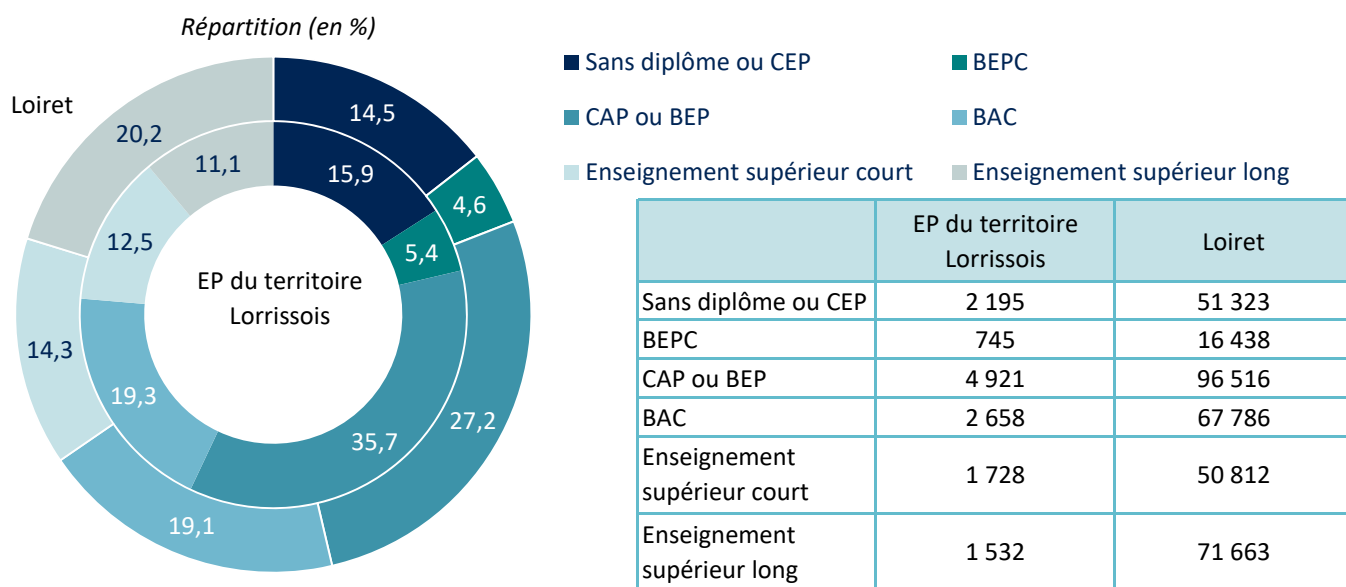 Répartition (en %)
Loiret
14,5
4,6
27,2
19,1
14,3
20,2
15,9
5,4
35,7
19,3
12,5
11,1
EP du territoire
Lorrissois
Sans diplôme ou CEP
BEPC
CAP ou BEP
BAC
Enseignement supérieur court
Enseignement supérieur long
EP du territoire
Lorrissois
Loiret
Sans diplôme ou CEP 2 195 51 323
BEPC 745 16 438
CAP ou BEP 4 921 96 516
BAC 2 658 67 786
Enseignement
supérieur court
1 728 50 812
Enseignement
supérieur long
1 532 71 663